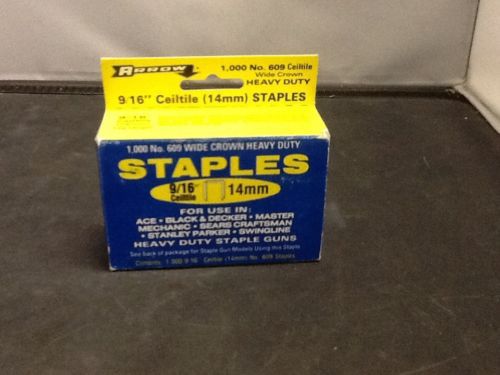 ARROW
1,000 No. 609 Ceiltile
Wide Crown
HEAVY DUTY
9/16" Ceiltile (14mm) STAPLES
1,000 No. 609 WIDE CROWN HEAVY DUTY
STAPLES
9/16" 14mm
Ceiltile
FOR USE IN:
ACE • BLACK & DECKER • MASTER
MECHANIC • SEARS CRAFTSMAN
• STANLEY PARKER • SWINGLINE
HEAVY DUTY STAPLE GUNS
See back of package for Staple Gun Models Using this Staple
Contents: 1,000 9/16 Ceiltile (14mm) No. 609 Staples